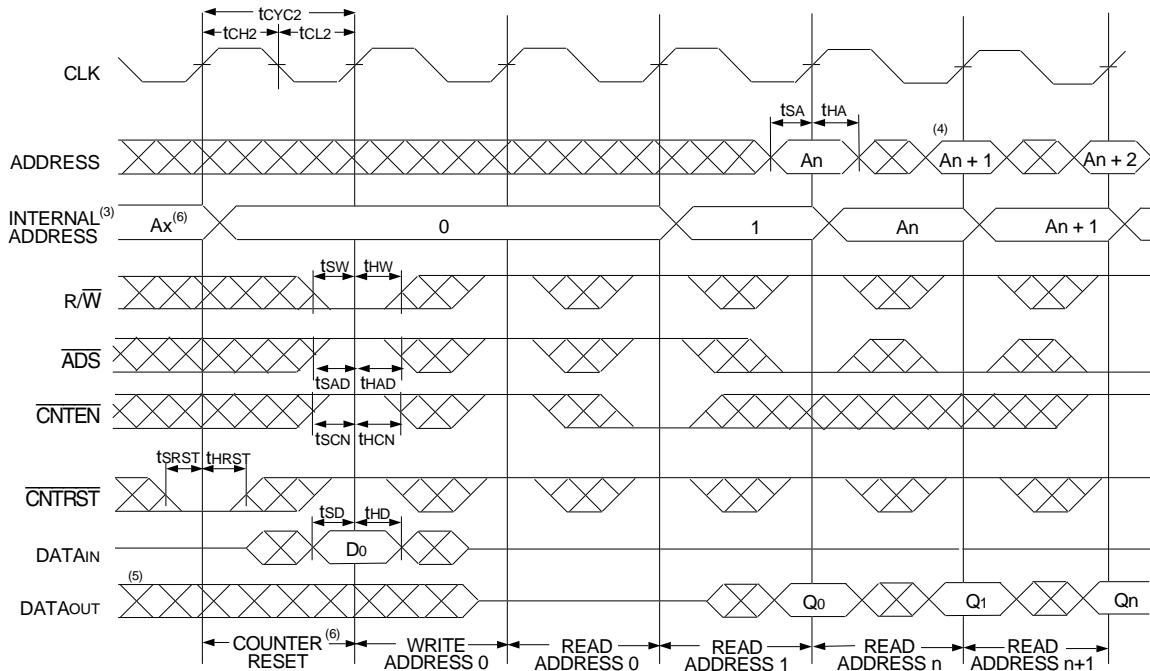 tCYC2
tCH2 tCL2
CLK
tSA tHA
(4)
ADDRESS An An + 1 An + 2
INTERNAL(3)
ADDRESS Ax(6) 0 1 An An + 1
tSW tHW
R/W
ADS
tSAD tHAD
CNTEN
tSCN tHCN
tSRST tHRST
CNTRST
tSD tHD
DATAIN D0
(5)
DATAOUT Q0 Q1 Qn
COUNTER(6)
RESET
WRITE
ADDRESS 0
READ
ADDRESS 0
READ
ADDRESS 1
READ
ADDRESS n
READ
ADDRESS n+1